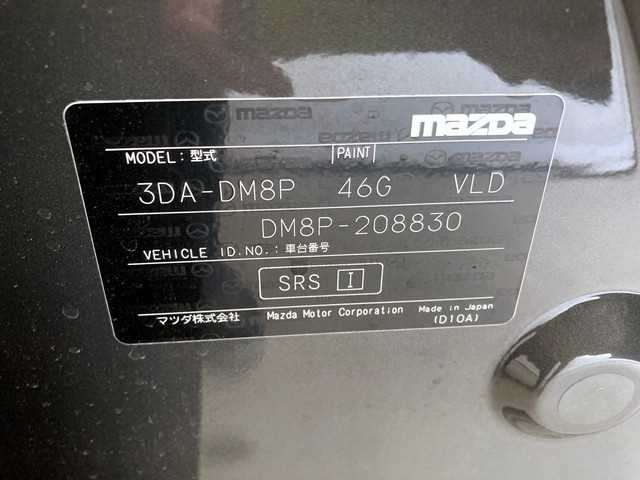 mazda
MODEL: 型式 PAINT
3DA-DM8P 46G VLD
DM8P-208830
VEHICLE ID.NO.: 車台番号
SRS I
マツダ株式会社 Mazda Motor Corporation Made in Japan
(D10A)